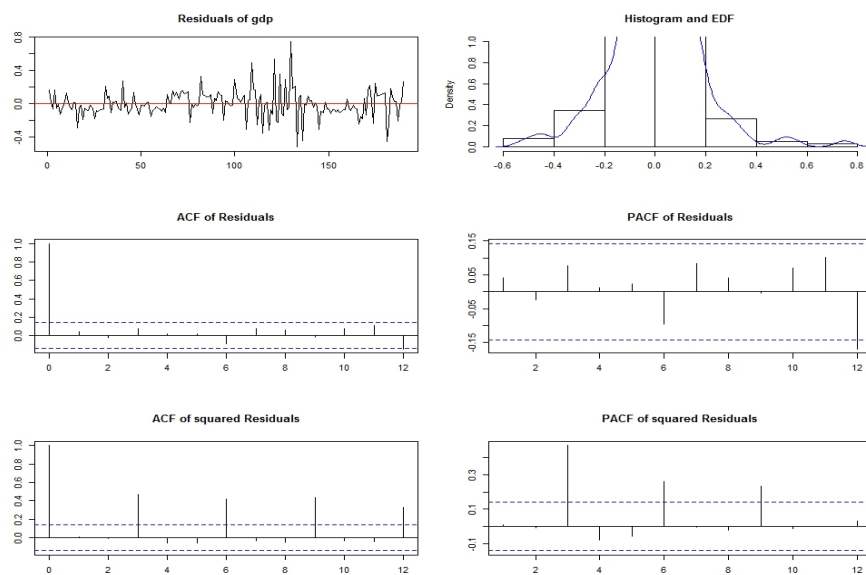 Residuals of gdp
0.8
0.4
0.0
-0.4
0 50 100 150
Histogram and EDF
Density
1.0
0.8
0.6
0.4
0.2
0.0
-0.6 -0.4 -0.2 0.0 0.2 0.4 0.6 0.8
ACF of Residuals
1.0
0.8
0.6
0.4
0.2
0.0
0 2 4 6 8 10 12
PACF of Residuals
0.15
0.05
-0.05
-0.15
2 4 6 8 10 12
ACF of squared Residuals
1.0
0.8
0.6
0.4
0.2
0.0
0 2 4 6 8 10 12
PACF of squared Residuals
0.3
0.1
-0.1
2 4 6 8 10 12